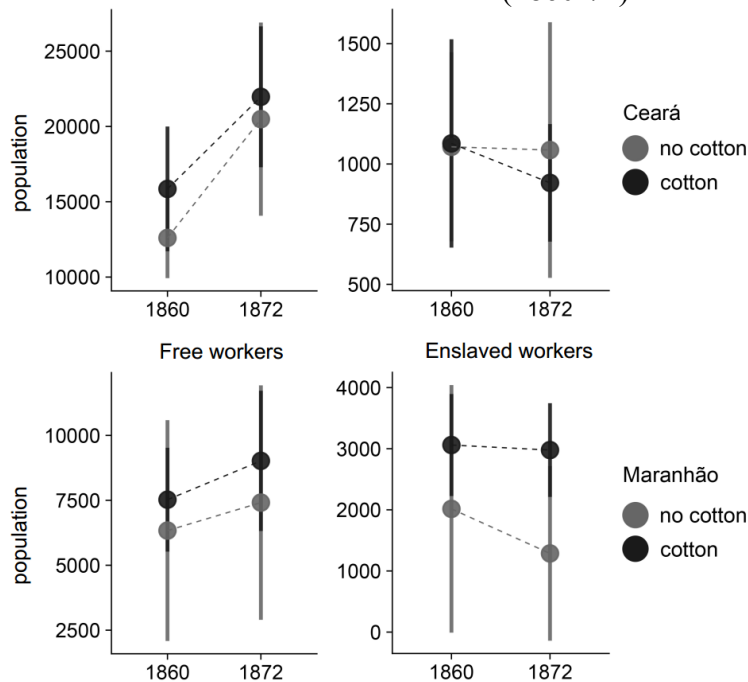 25000
20000
15000
10000
population
1860 1872
1500
1250
1000
750
500
1860 1872
Ceará
no cotton
cotton
Free workers
Enslaved workers
10000
7500
5000
2500
population
1860 1872
4000
3000
2000
1000
0
1860 1872
Maranhão
no cotton
cotton